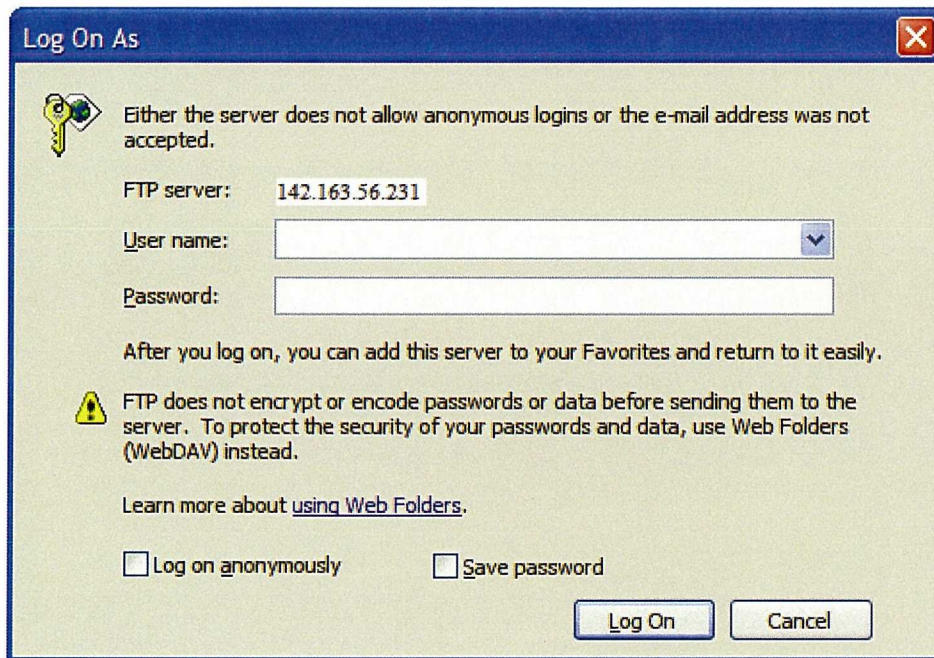 Log On As
Either the server does not allow anonymous logins or the e-mail address was not
accepted.
FTP server: 142.163.56.231
User name:
Password:
After you log on, you can add this server to your Favorites and return to it easily.
FTP does not encrypt or encode passwords or data before sending them to the
server. To protect the security of your passwords and data, use Web Folders
(WebDAV) instead.
Learn more about using Web Folders.
Log on anonymously Save password
Log On Cancel